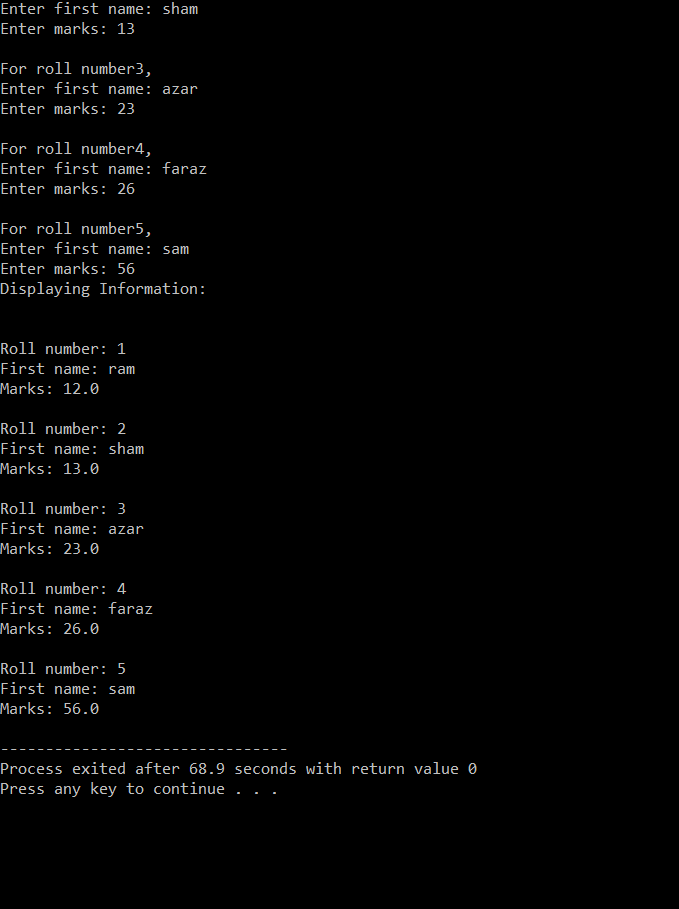 Enter first name: sham
Enter marks: 13
For roll number3,
Enter first name: azar
Enter marks: 23
For roll number4,
Enter first name: faraz
Enter marks: 26
For roll number5,
Enter first name: sam
Enter marks: 56
Displaying Information:
Roll number: 1
First name: ram
Marks: 12.0
Roll number: 2
First name: sham
Marks: 13.0
Roll number: 3
First name: azar
Marks: 23.0
Roll number: 4
First name: faraz
Marks: 26.0
Roll number: 5
First name: sam
Marks: 56.0
--------------------------------
Process exited after 68.9 seconds with return value 0
Press any key to continue . . .